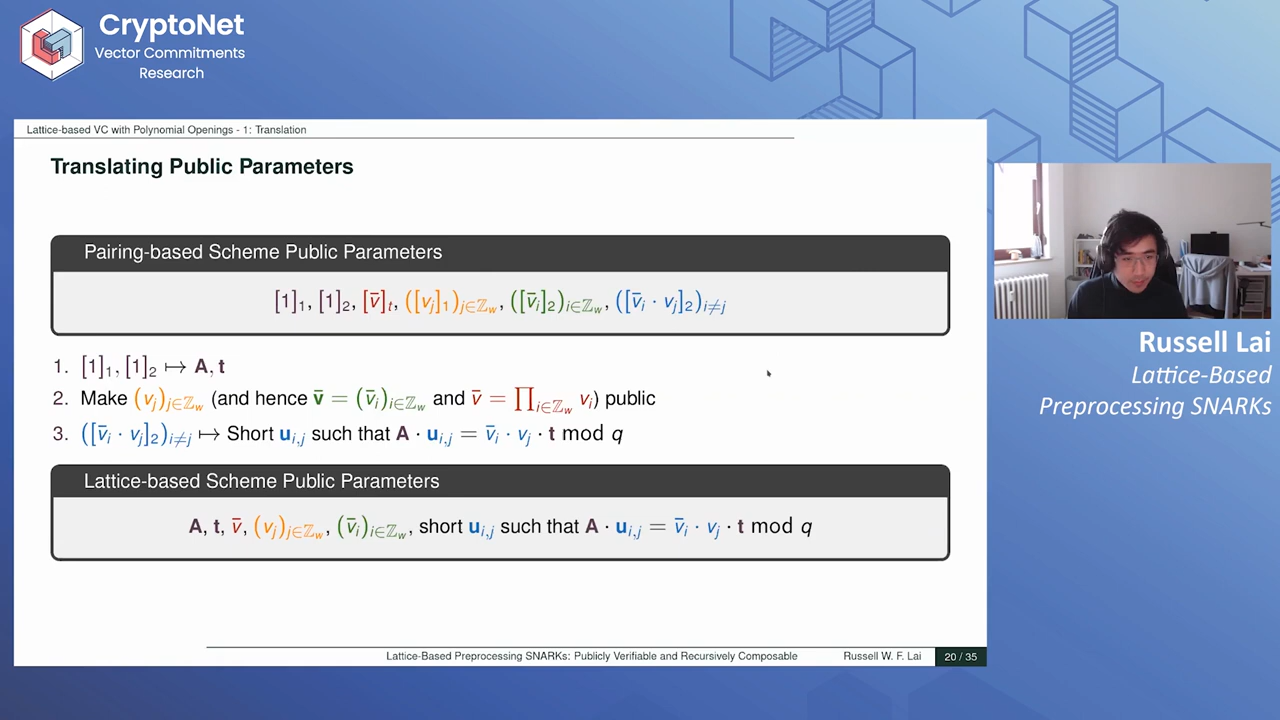 CryptoNet
Vector Commitments
Research
Lattice-based VC with Polynomial Openings - 1: Translation
Translating Public Parameters
Pairing-based Scheme Public Parameters
[1]₁, [1]₂, [v̄]ₜ, ([vⱼ]₁)_{j∈ℤ_w}, ([v̄ᵢ]₂)_{i∈ℤ_w}, ([v̄ᵢ · vⱼ]₂)_{i≠j}
1. [1]₁, [1]₂ ↦ A, t
2. Make (vⱼ)_{j∈ℤ_w} (and hence v̄ = (v̄ᵢ)_{i∈ℤ_w} and v̄ = ∏_{i∈ℤ_w} vᵢ) public
3. ([v̄ᵢ · vⱼ]₂)_{i≠j} ↦ Short u_{i,j} such that A · u_{i,j} = v̄ᵢ · vⱼ · t mod q
Lattice-based Scheme Public Parameters
A, t, v̄, (vⱼ)_{j∈ℤ_w}, (v̄ᵢ)_{i∈ℤ_w}, short u_{i,j} such that A · u_{i,j} = v̄ᵢ · vⱼ · t mod q
Lattice-Based Preprocessing SNARKs: Publicly Verifiable and Recursively Composable Russell W. F. Lai 20 / 35
Russell Lai
Lattice-Based
Preprocessing SNARKs